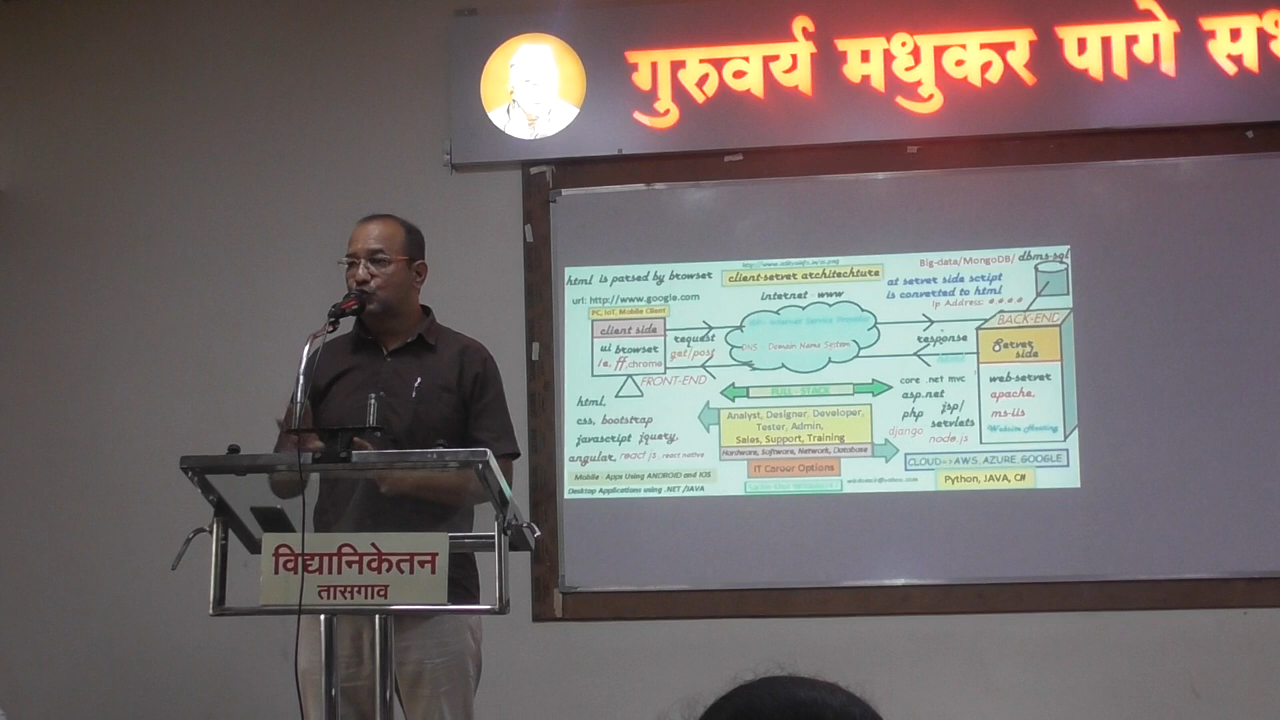 गुरुवर्य मधुकर पागे
html is parsed by browser
client-server architechture
Big-data/MongoDB/ dbms-sql
url: http://www.google.com
internet - www
at server side script
is converted to html
Ip Address: * * * *
PC, IoT, Mobile Client
client side
ui browser
ie, ff, chrome
request
get/post
FRONT-END
DNS - Domain Name System
response
BACK-END
Server
side
web-server
apache,
ms-iis
Website Hosting
html,
css, bootstrap
javascript jquery,
angular, react js, react native
Mobile - Apps Using ANDROID and IOS
Desktop Applications using .NET /JAVA
FULL - STACK
Analyst, Designer, Developer,
Tester, Admin,
Sales, Support, Training
Hardware, Software, Network, Database
IT Career Options
core .net mvc
asp.net
php jsp/
servlets
django
node.js
CLOUD=>AWS, AZURE, GOOGLE
Python, JAVA, C#
विद्यानिकेतन
तासगाव